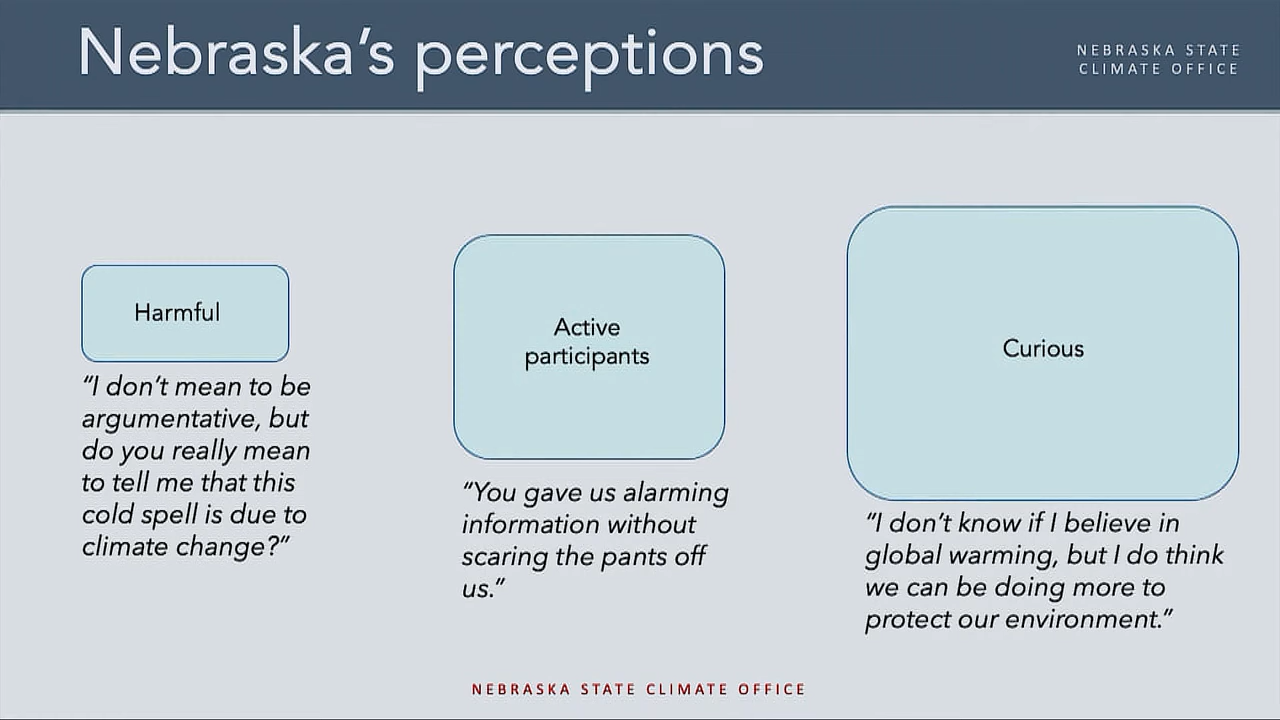 Nebraska’s perceptions
NEBRASKA STATE
CLIMATE OFFICE
Harmful
“I don’t mean to be
argumentative, but
do you really mean
to tell me that this
cold spell is due to
climate change?”
Active
participants
“You gave us alarming
information without
scaring the pants off
us.”
Curious
“I don’t know if I believe in
global warming, but I do think
we can be doing more to
protect our environment.”
NEBRASKA STATE CLIMATE OFFICE